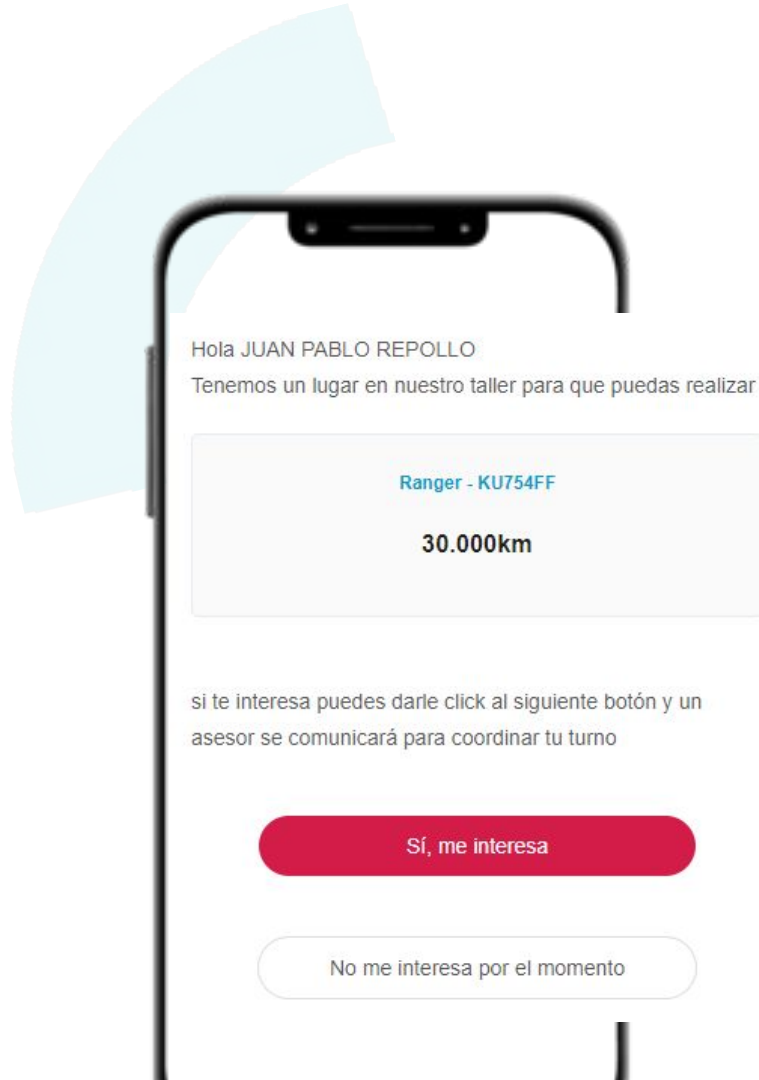 Hola JUAN PABLO REPOLLO
Tenemos un lugar en nuestro taller para que puedas realizar
Ranger - KU754FF
30.000km
si te interesa puedes darle click al siguiente botón y un
asesor se comunicará para coordinar tu turno
Sí, me interesa
No me interesa por el momento